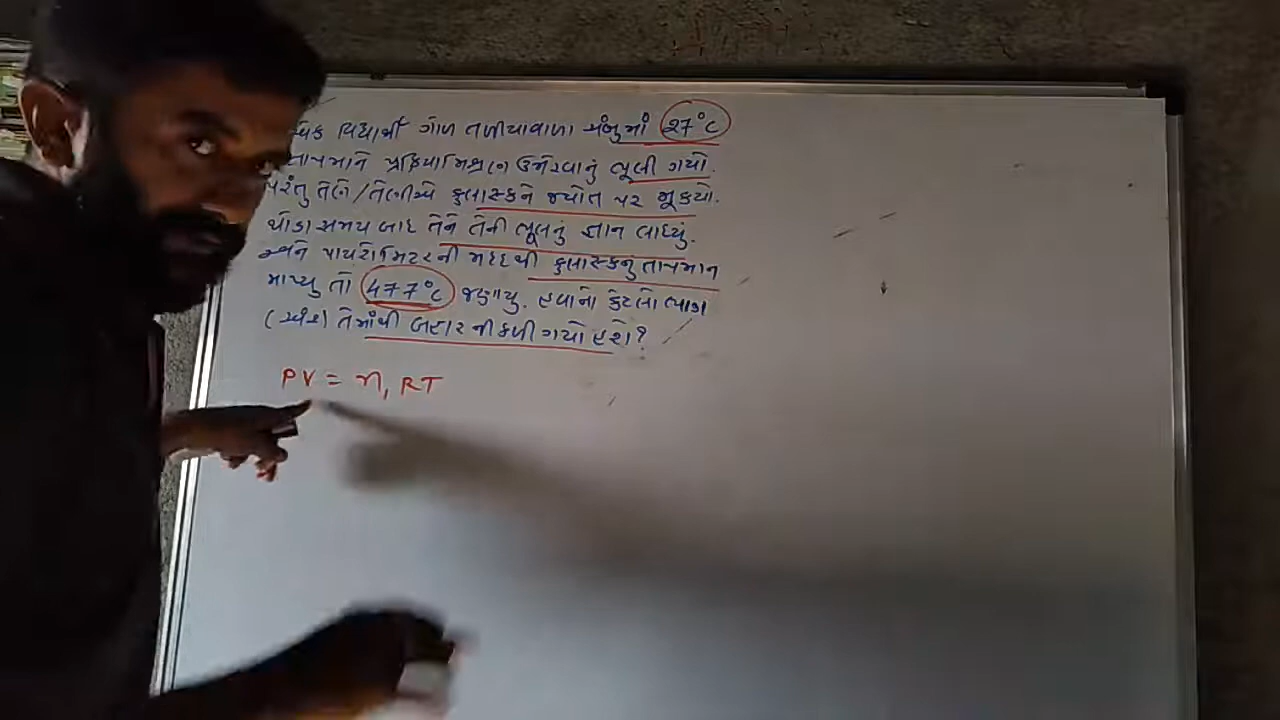 વિદ્યાર્થી ગોળ તળીયાવાળા ચંબુમાં 27°C
તાપમાને પ્રક્રિયામિશ્રણ ઉમેરવાનું ભૂલી ગયો.
પરંતુ તેણે/તેણીએ ફ્લાસ્કને જ્યોત પર મૂક્યો.
થોડા સમય બાદ તેને તેની ભૂલનું જ્ઞાન લાધ્યું.
અને પાયરોમિટરની મદદથી ફ્લાસ્કનુ તાપમાન
માપ્યુ તો 477°C જણાયુ. હવાનો કેટલો ભાગ
(અંશ) તેમાંથી બહાર નીકળી ગયો હશે?
PV = n₁ RT